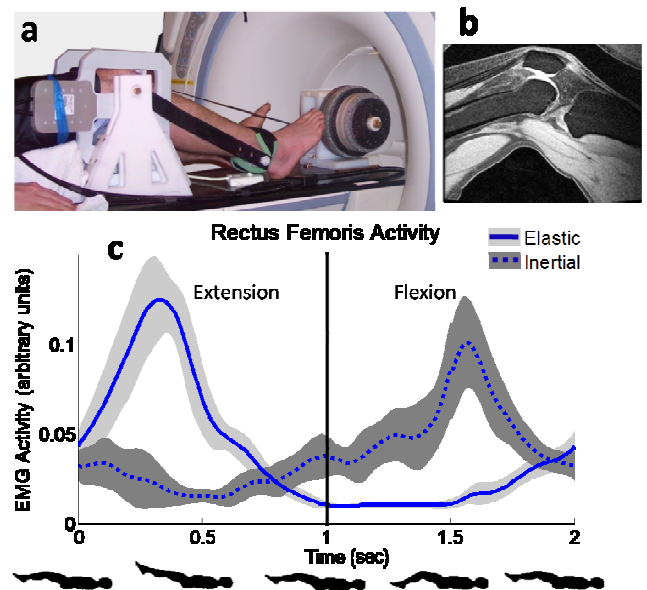 a
b
c
Rectus Femoris Activity
Elastic
Inertial
Extension
Flexion
EMG Activity (arbitrary units)
0.1
0.05
0
0
0.5
1
1.5
2
Time (sec)